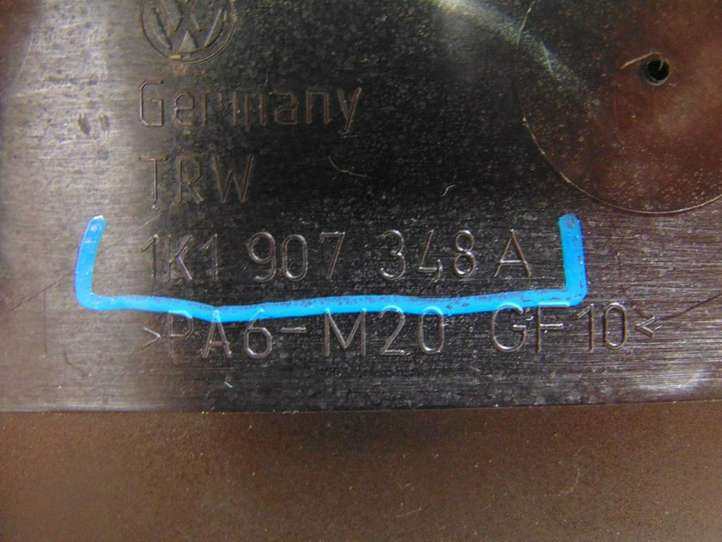 Germany
TRW
1K1 907 348 A
>PA6-M20 GF10<